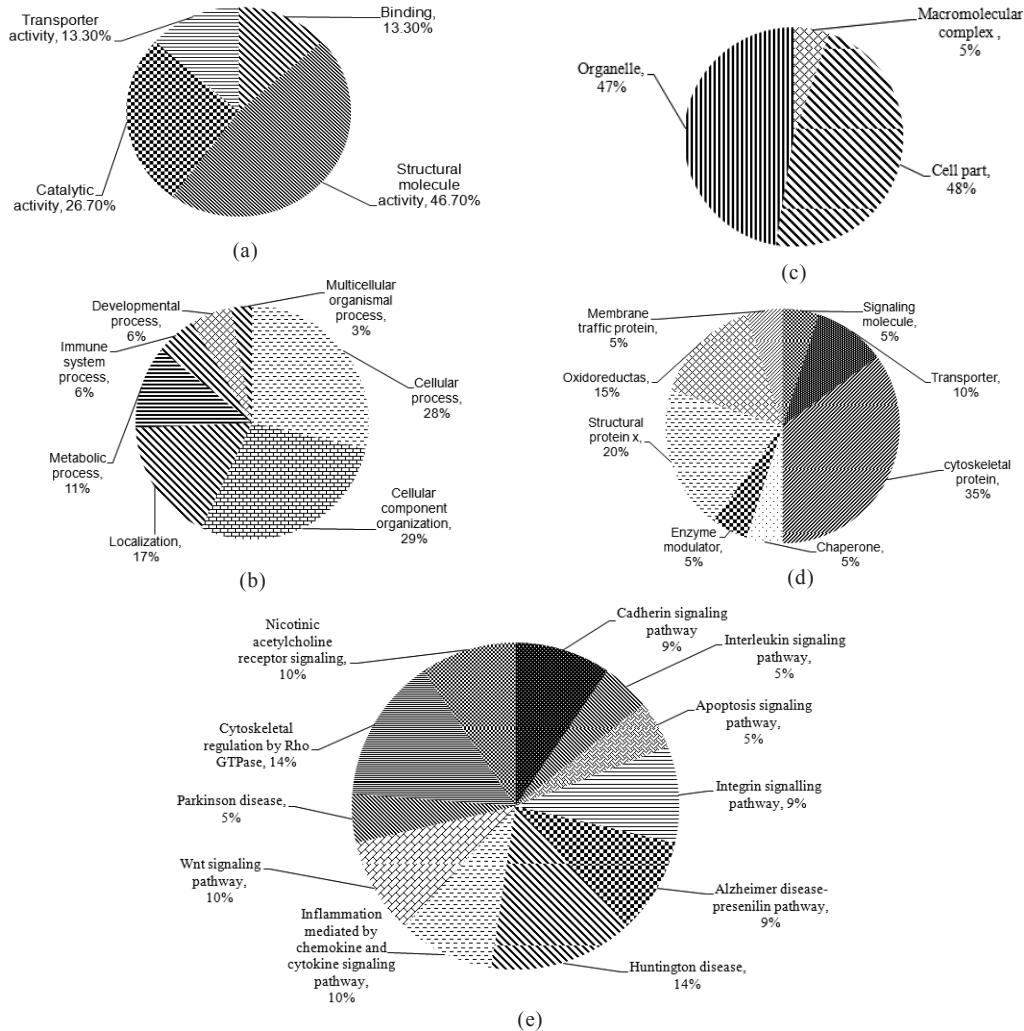 Transporter
activity, 13.30%
Binding,
13.30%
Catalytic
activity, 26.70%
Structural
molecule
activity, 46.70%
(a)
Macromolecular
complex ,
5%
Organelle,
47%
Cell part,
48%
(c)
Multicellular
organismal
process,
3%
Developmental
process,
6%
Immune
system
process,
6%
Cellular
process,
28%
Metabolic
process,
11%
Cellular
component
organization,
29%
Localization,
17%
(b)
Membrane
traffic protein,
5%
Signaling
molecule,
5%
Oxidoreductas,
15%
Transporter,
10%
Structural
protein x,
20%
cytoskeletal
protein,
35%
Enzyme
modulator,
5%
Chaperone,
5%
(d)
Nicotinic
acetylcholine
receptor signaling,
10%
Cadherin signaling
pathway
9%
Interleukin signaling
pathway,
5%
Apoptosis signaling
pathway,
5%
Cytoskeletal
regulation by Rho
GTPase, 14%
Integrin signalling
pathway, 9%
Parkinson disease,
5%
Wnt signaling
pathway,
10%
Alzheimer disease-
presenilin pathway,
9%
Inflammation
mediated by
chemokine and
cytokine signaling
pathway,
10%
Huntington disease,
14%
(e)